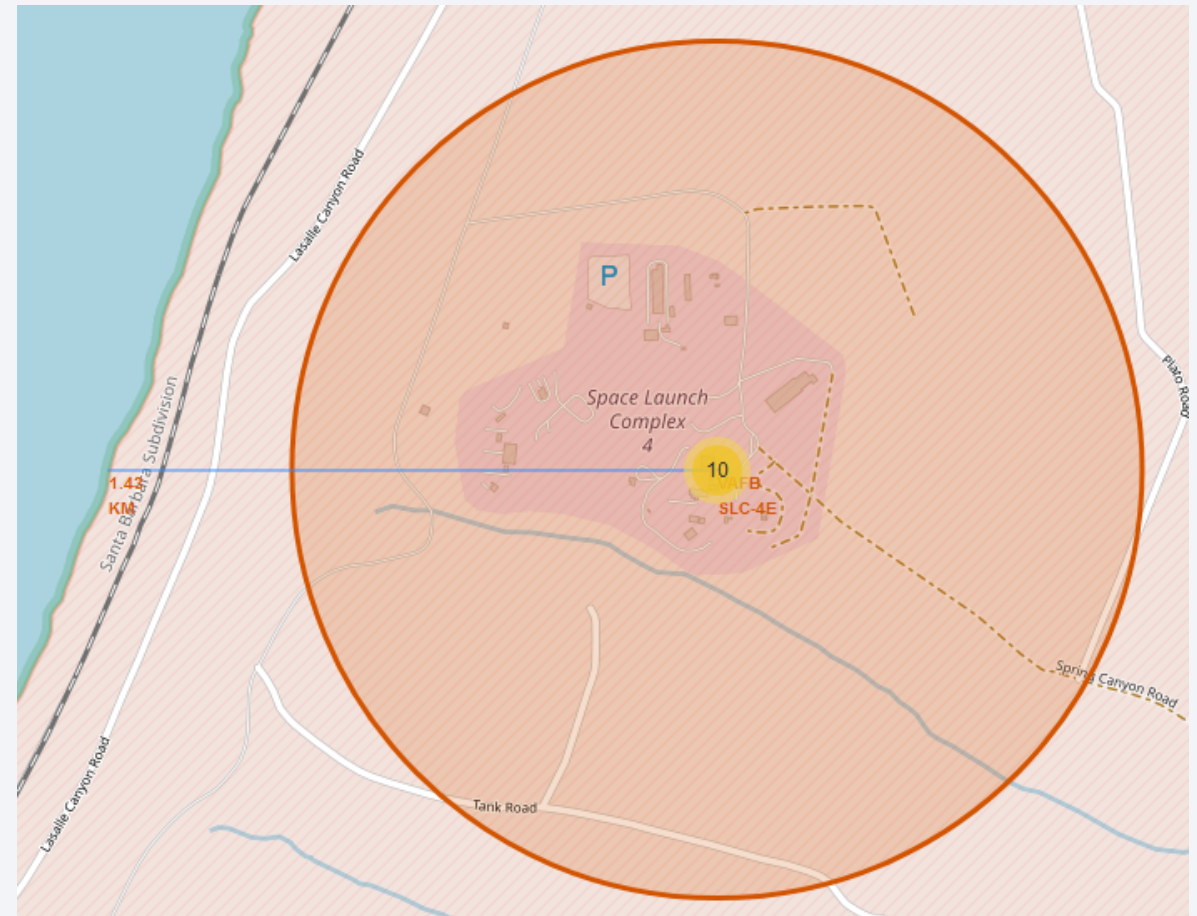 Lasalle Canyon Road
P
Space Launch
Complex
4
Plato Road
Santa Barbara Subdivision
1.43
KM
10
VAFB
SLC-4E
Spring Canyon Road
Lasalle Canyon Road
Tank Road